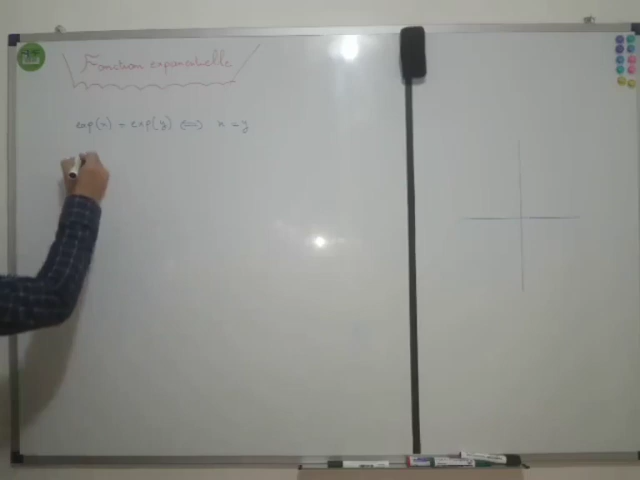 Fonction exponentielle
exp(x) = exp(y) ⟺ x = y